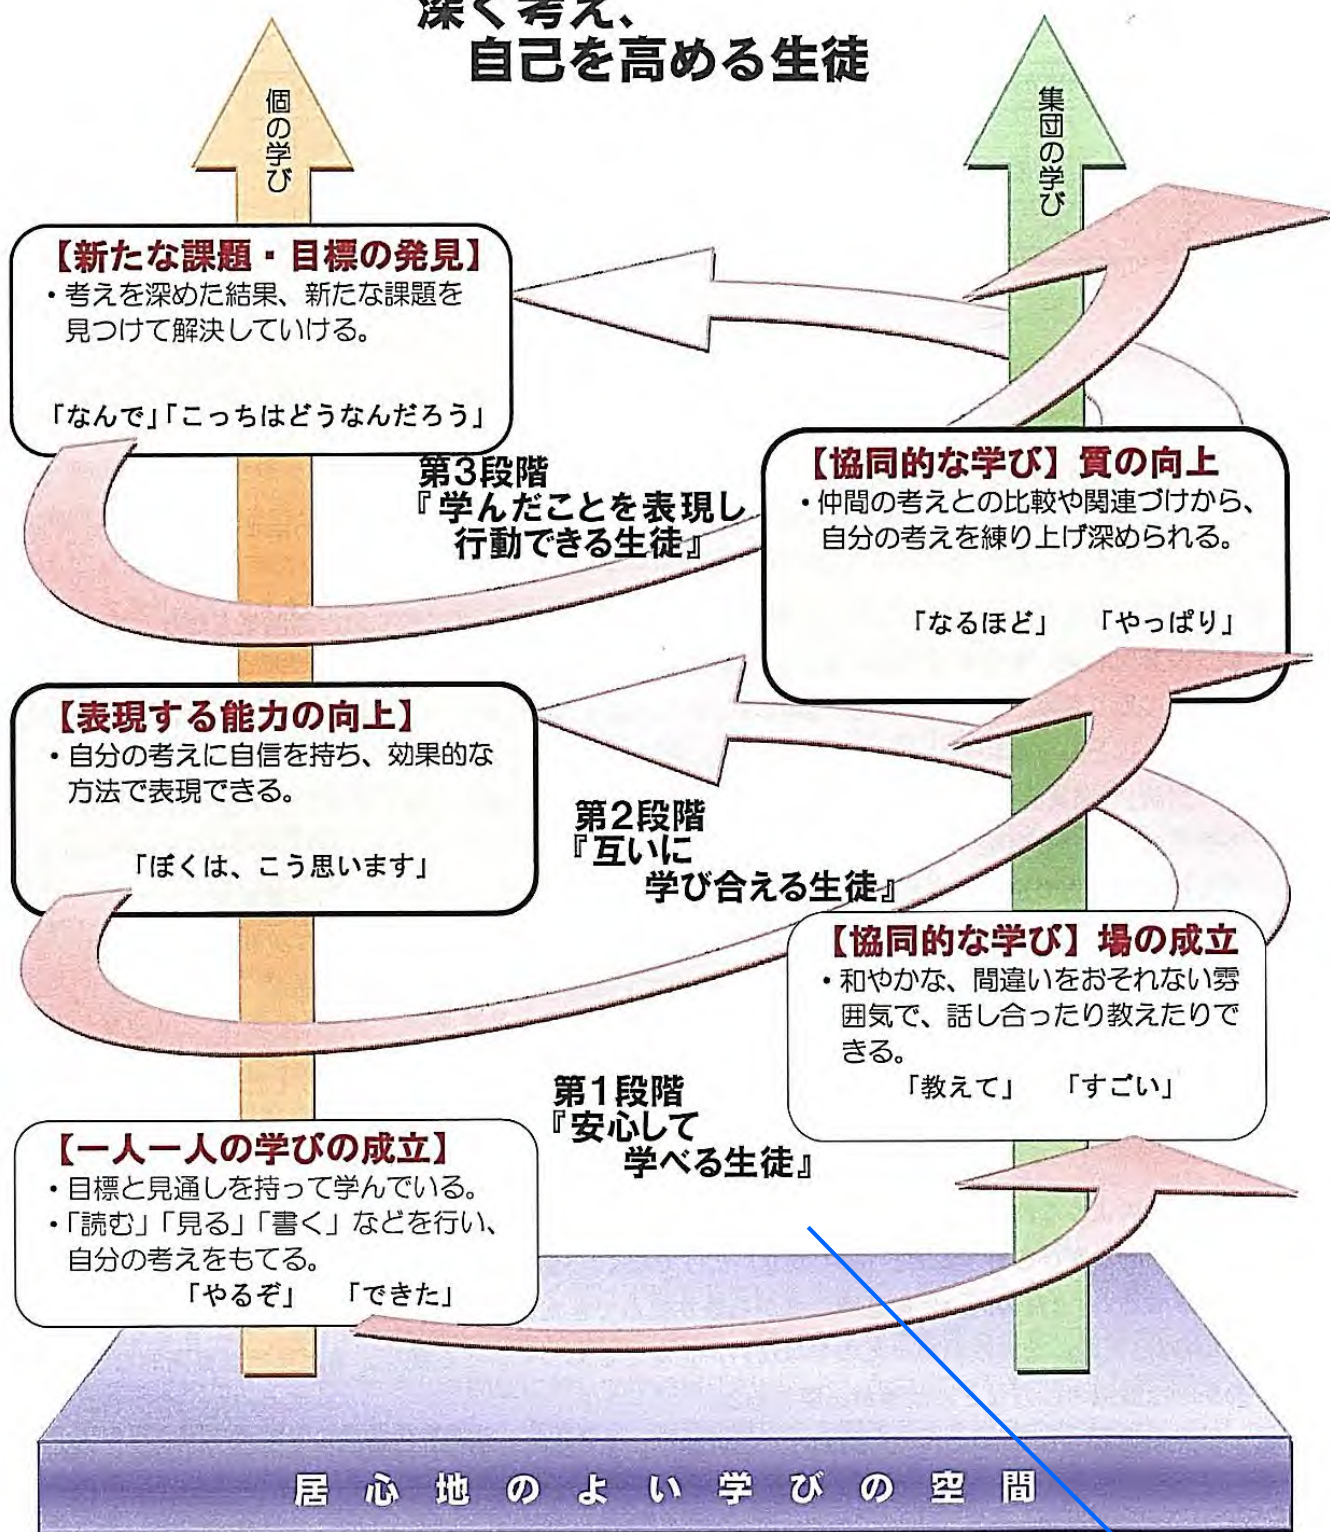 深く考え、
自己を高める生徒
個の学び
集団の学び
【新たな課題・目標の発見】
・考えを深めた結果、新たな課題を
見つけて解決していける。
「なんで」「こっちはどうなんだろう」
第3段階
『学んだことを表現し
行動できる生徒』
【協同的な学び】質の向上
・仲間の考えとの比較や関連づけから、
自分の考えを練り上げ深められる。
「なるほど」 「やっぱり」
【表現する能力の向上】
・自分の考えに自信を持ち、効果的な
方法で表現できる。
「ぼくは、こう思います」
第2段階
『互いに
学び合える生徒』
【協同的な学び】場の成立
・和やかな、間違いをおそれない雰
囲気で、話し合ったり教えたりで
きる。
「教えて」 「すごい」
第1段階
『安心して
学べる生徒』
【一人一人の学びの成立】
・目標と見通しを持って学んでいる。
・「読む」「見る」「書く」などを行い、
自分の考えをもてる。
「やるぞ」 「できた」
居心地のよい学びの空間